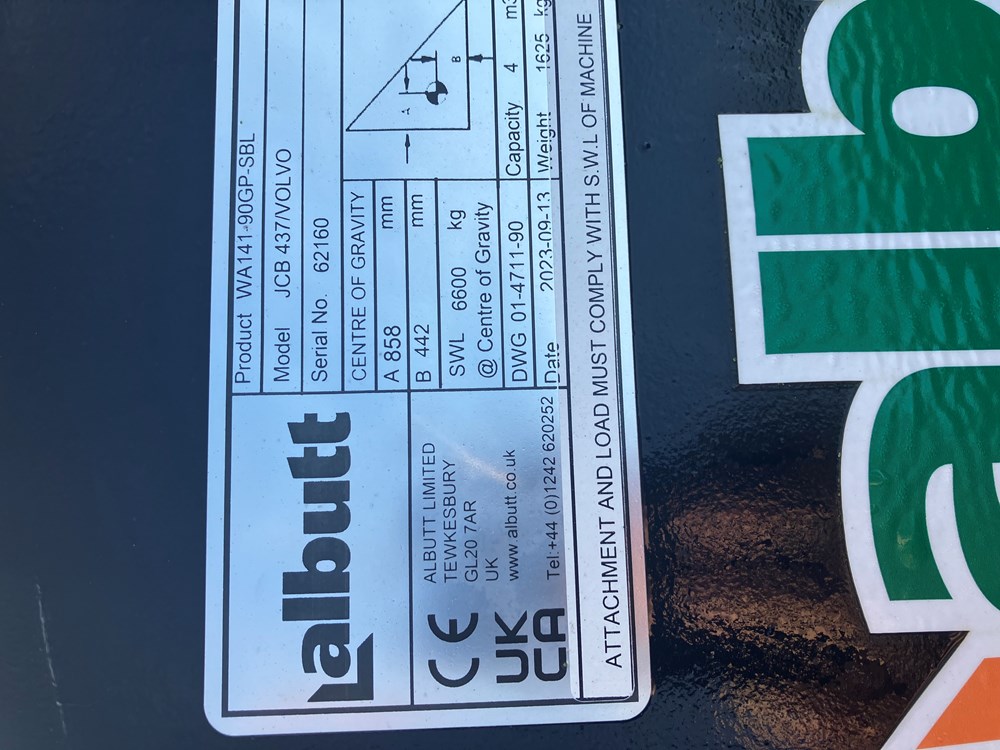 albutt
CE
UK
CA
ALBUTT LIMITED
TEWKESBURY
GL20 7AR
UK
www.albutt.co.uk
Tel:+44 (0)1242 620252
Product WA141-90GP-SBL
Model JCB 437/VOLVO
Serial No. 62160
CENTRE OF GRAVITY
A 858 mm
B 442 mm
SWL 6600 kg
@ Centre of Gravity
A
B
DWG 01-4711-90 Capacity 4 m3
Date 2023-09-13 Weight 1625 kg
ATTACHMENT AND LOAD MUST COMPLY WITH S.W.L OF MACHINE
alb